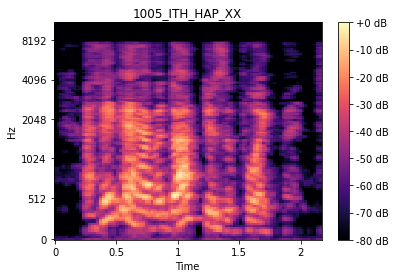 1005_ITH_HAP_XX
8192
4096
2048
1024
512
0
Hz
0
0.5
1
1.5
2
Time
+0 dB
-10 dB
-20 dB
-30 dB
-40 dB
-50 dB
-60 dB
-70 dB
-80 dB